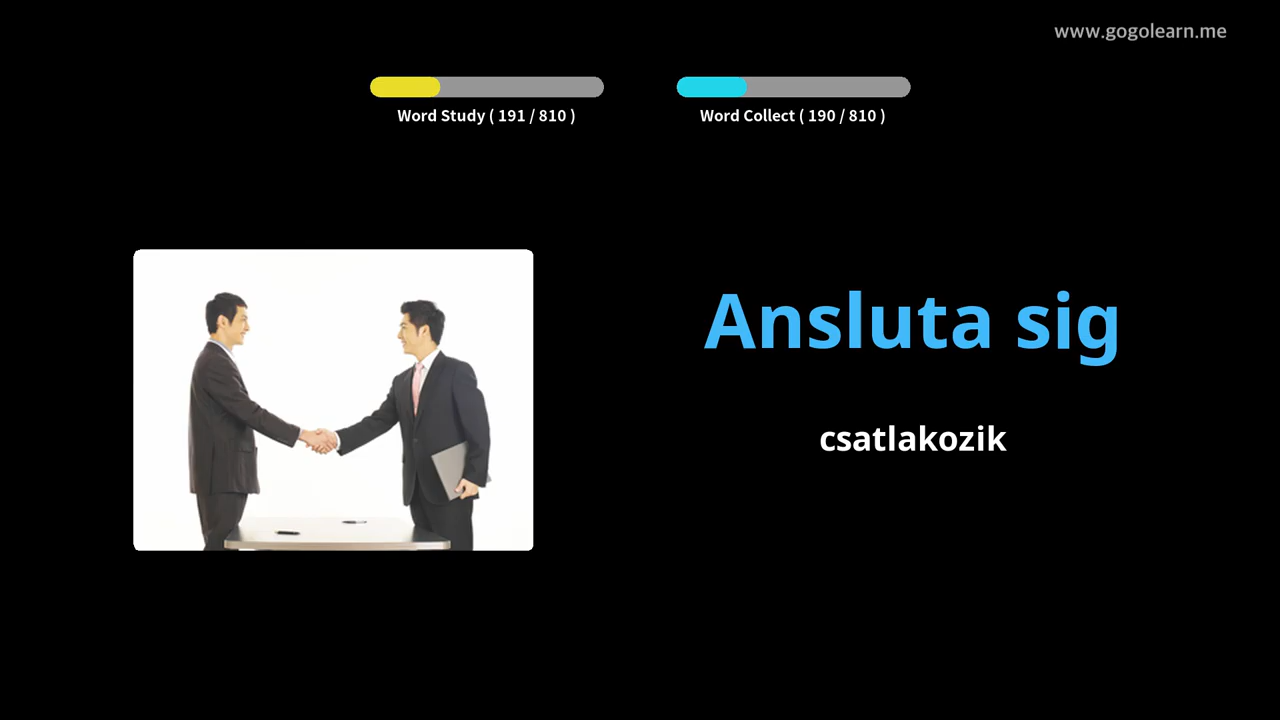 www.gogolearn.me
Word Study ( 191 / 810 )
Word Collect ( 190 / 810 )
Ansluta sig
csatlakozik